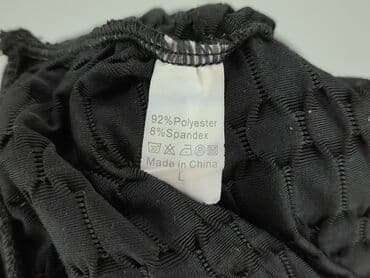 92%Polyester
8%Spandex
Made in China
L